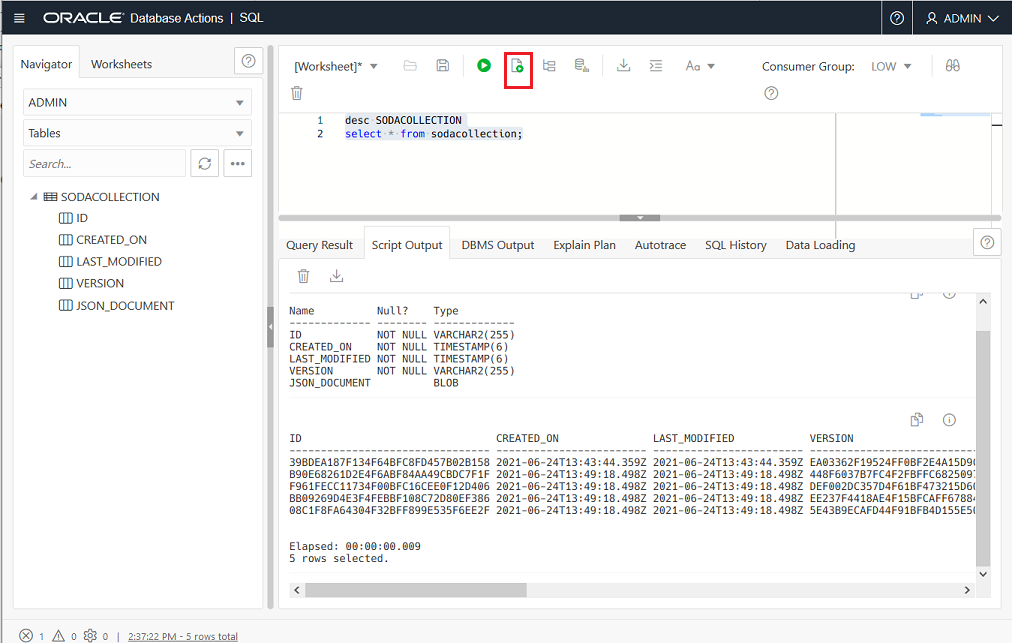 ORACLE Database Actions | SQL
ADMIN
Navigator Worksheets
[Worksheet]*
Aa
Consumer Group: LOW
ADMIN
Tables
Search...
SODACOLLECTION
ID
CREATED_ON
LAST_MODIFIED
VERSION
JSON_DOCUMENT
1 desc SODACOLLECTION
2 select * from sodacollection;
Query Result Script Output DBMS Output Explain Plan Autotrace SQL History Data Loading
Name Null? Type
------------- -------- -------------
ID NOT NULL VARCHAR2(255)
CREATED_ON NOT NULL TIMESTAMP(6)
LAST_MODIFIED NOT NULL TIMESTAMP(6)
VERSION NOT NULL VARCHAR2(255)
JSON_DOCUMENT BLOB
ID CREATED_ON LAST_MODIFIED VERSION
39BDEA187F134F64BFC8FD457B02B158 2021-06-24T13:43:44.359Z 2021-06-24T13:43:44.359Z EA03362F19524FF0BF2E4A15D9
B90E68261D2E4F6ABF84AA49CBDC7F1F 2021-06-24T13:49:18.498Z 2021-06-24T13:49:18.498Z 448F6037B7FC4F2FBFFC682509
F961FECC11734F00BFC16CEE0F12D406 2021-06-24T13:49:18.498Z 2021-06-24T13:49:18.498Z DEF002DC357D4F61BF473215D6
BB09269D4E3F4FEBBF108C72D80EF386 2021-06-24T13:49:18.498Z 2021-06-24T13:49:18.498Z EE237F4418AE4F15BFCAFF6788
08C1F8FA64304F32BFF899E535F6EE2F 2021-06-24T13:49:18.498Z 2021-06-24T13:49:18.498Z 5E43B9ECAFD44F91BFB4D155E5
Elapsed: 00:00:00.009
5 rows selected.
1 0 0 | 2:37:22 PM - 5 rows total